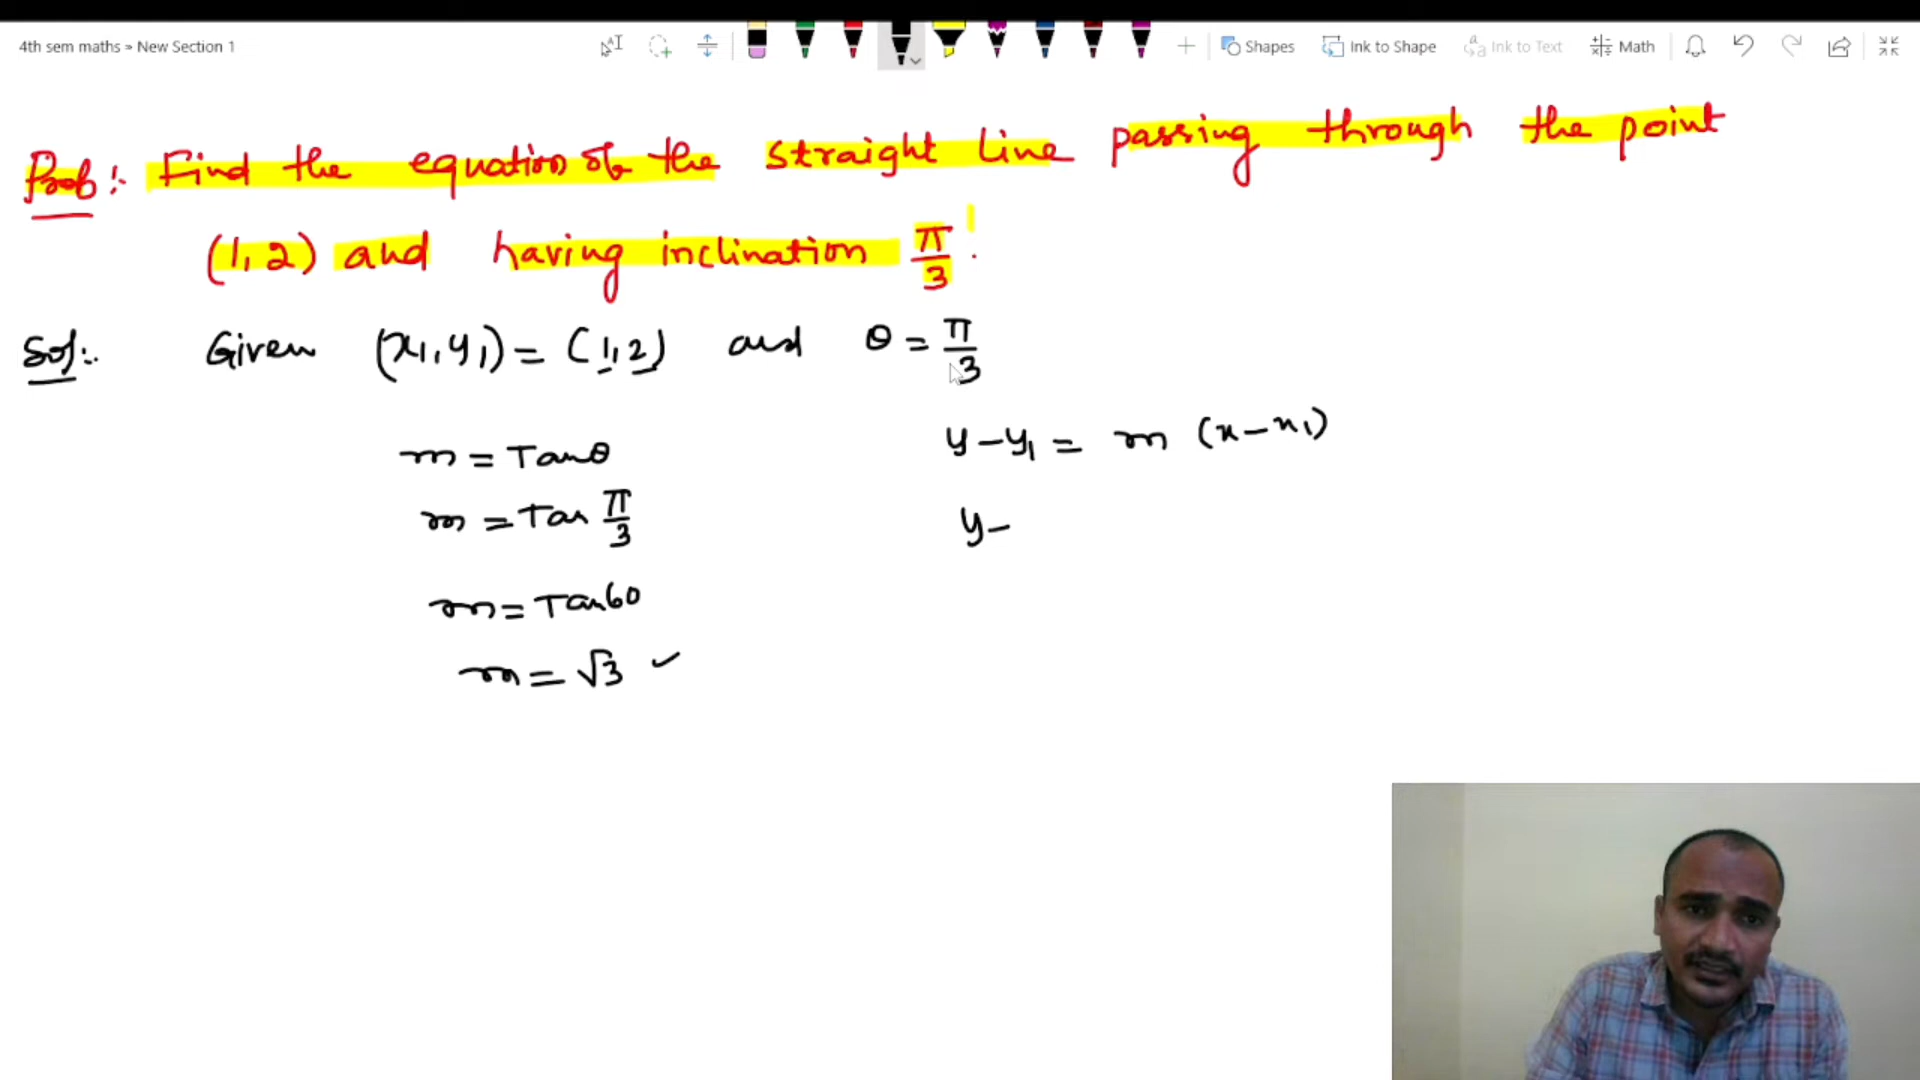 4th sem maths » New Section 1
Shapes Ink to Shape Ink to Text Math
Prob:- Find the equation of the straight Line passing through the point
(1,2) and having inclination π/3.
Sol:- Given (x₁,y₁) = (1,2) and θ = π/3
m = Tanθ
m = Tan π/3
m = Tan60
m = √3 ✓
y-y₁ = m (x-x₁)
y-